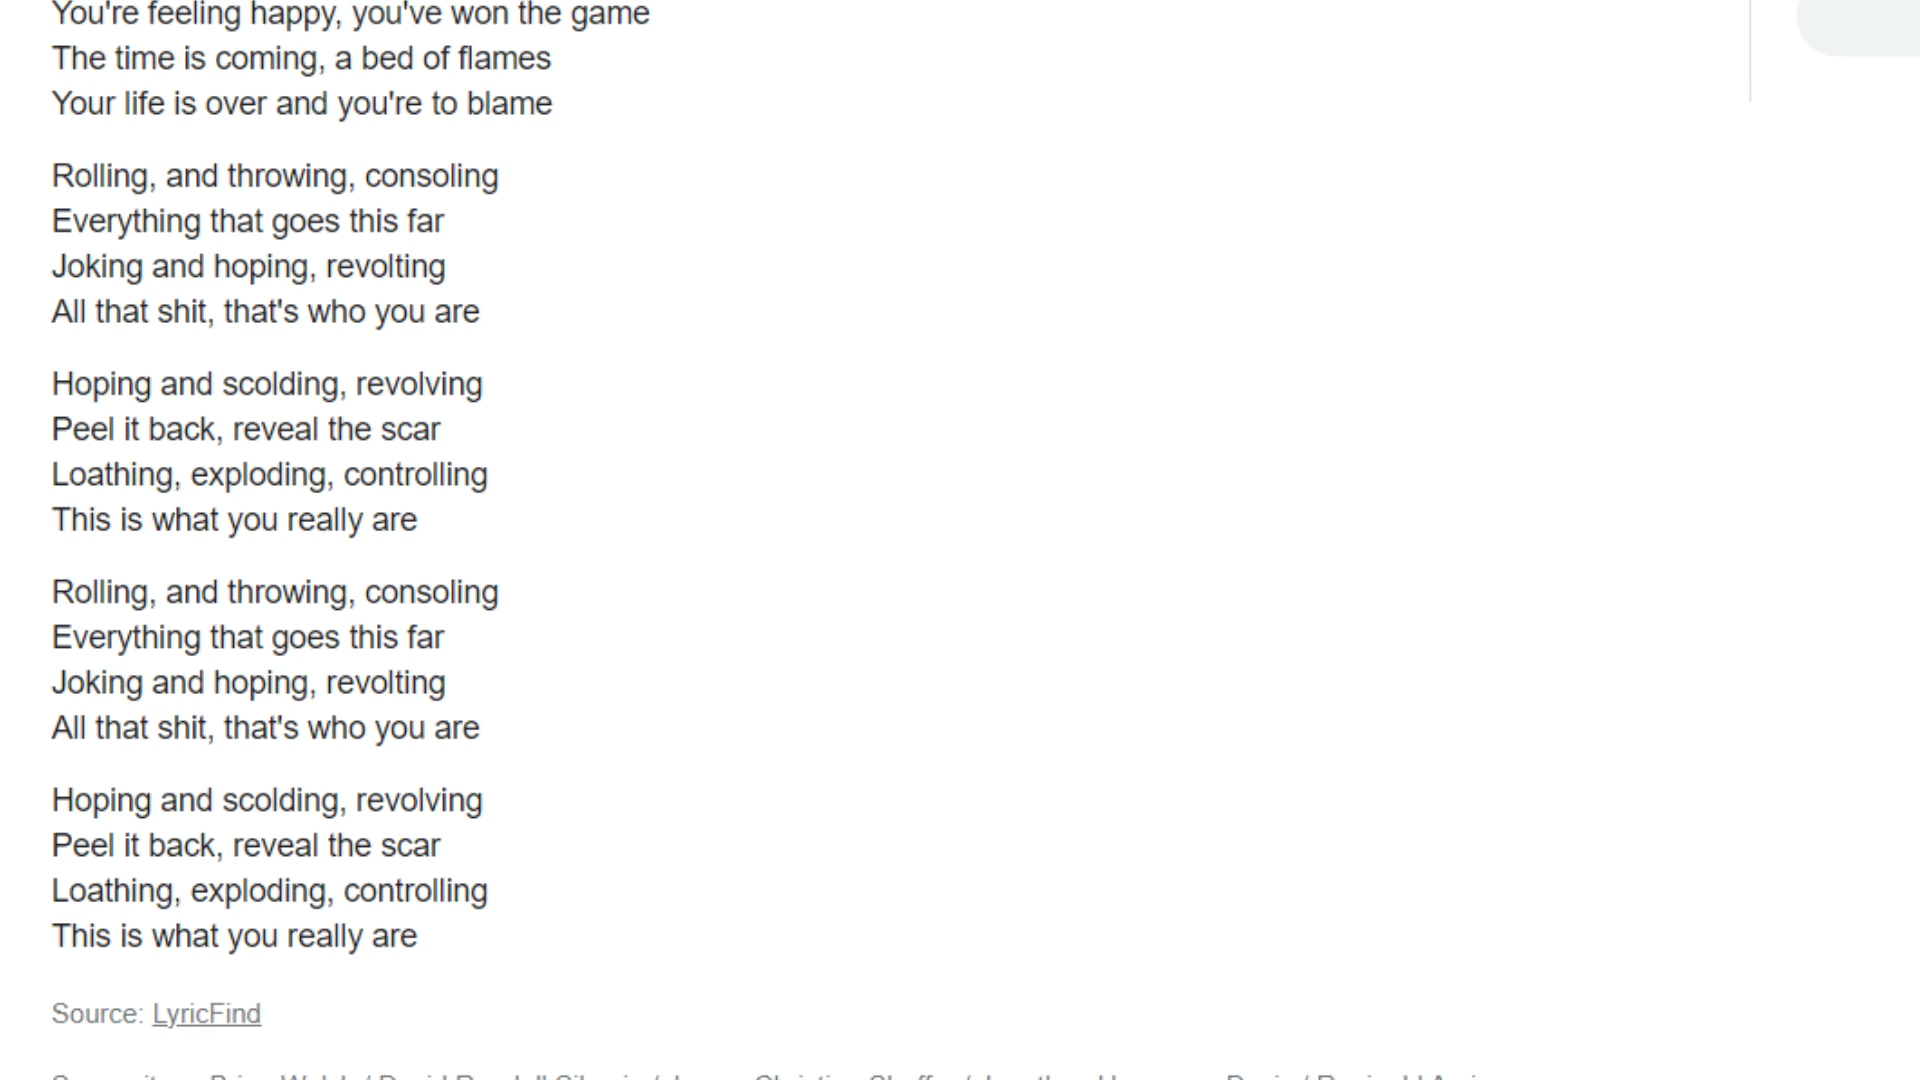 You're feeling happy, you've won the game
The time is coming, a bed of flames
Your life is over and you're to blame
Rolling, and throwing, consoling
Everything that goes this far
Joking and hoping, revolting
All that shit, that's who you are
Hoping and scolding, revolving
Peel it back, reveal the scar
Loathing, exploding, controlling
This is what you really are
Rolling, and throwing, consoling
Everything that goes this far
Joking and hoping, revolting
All that shit, that's who you are
Hoping and scolding, revolving
Peel it back, reveal the scar
Loathing, exploding, controlling
This is what you really are
Source: LyricFind